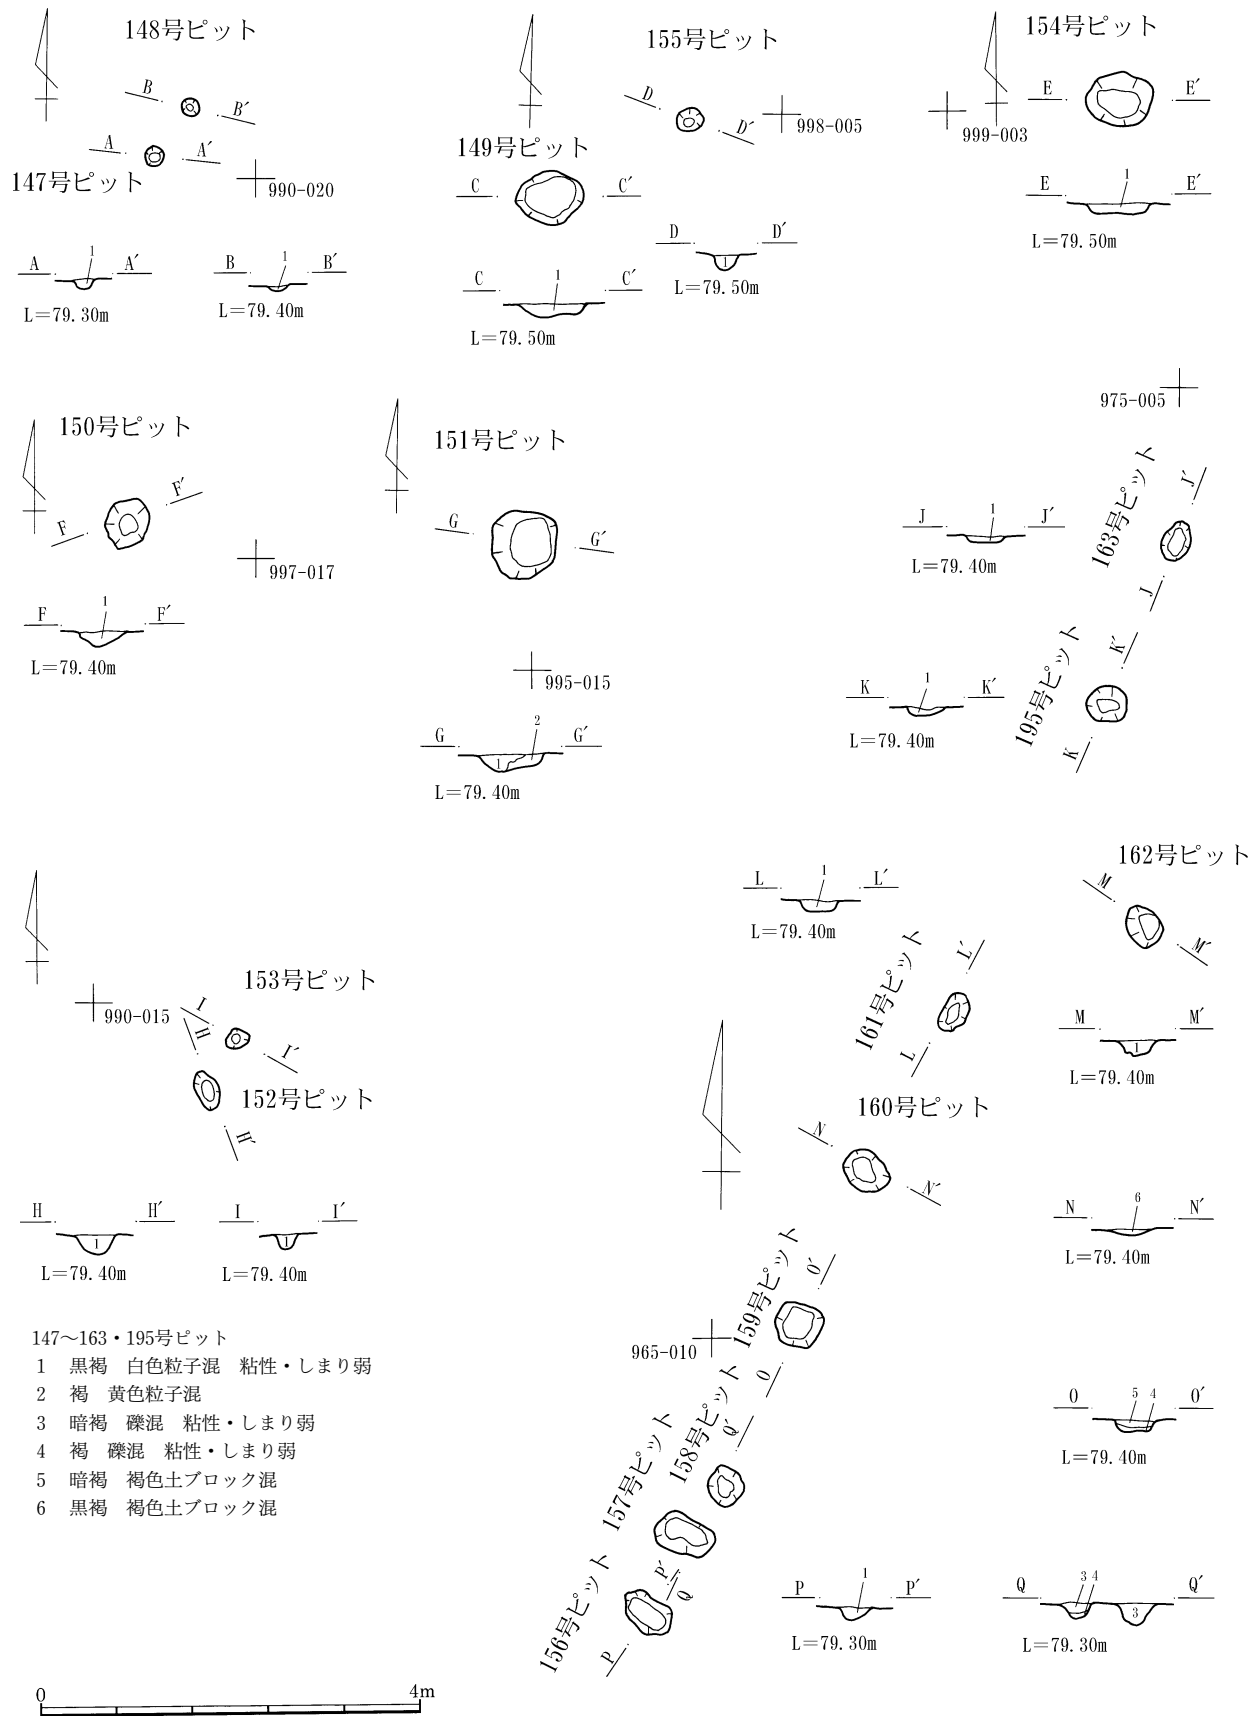 148号ピット
B
B′
A
A′
147号ピット
990-020
A
1
A′
L=79.30m
B
1
B′
L=79.40m
155号ピット
D
D′
998-005
149号ピット
C
C′
D
D′
1
L=79.50m
C
1
C′
L=79.50m
154号ピット
E
E′
999-003
E
1
E′
L=79.50m
150号ピット
F
F′
997-017
F
1
F′
L=79.40m
151号ピット
G
G′
995-015
G
1
2
G′
L=79.40m
975-005
163号ピット
J′
J
J
1
J′
L=79.40m
195号ピット
K′
K
K
1
K′
L=79.40m
153号ピット
990-015
I
H
I′
152号ピット
H′
H
1
H′
L=79.40m
I
1
I′
L=79.40m
L
1
L′
L=79.40m
161号ピット
L′
L
162号ピット
M
M′
M
1
M′
L=79.40m
160号ピット
N
N′
N
6
N′
L=79.40m
159号ピット
O′
O
965-010
O
5
4
O′
L=79.40m
158号ピット
Q′
157号ピット
P′
Q
156号ピット
P
P
1
P′
L=79.30m
Q
3
4
3
Q′
L=79.30m
147～163・195号ピット
1 黒褐 白色粒子混 粘性・しまり弱
2 褐 黄色粒子混
3 暗褐 礫混 粘性・しまり弱
4 褐 礫混 粘性・しまり弱
5 暗褐 褐色土ブロック混
6 黒褐 褐色土ブロック混
0
4m